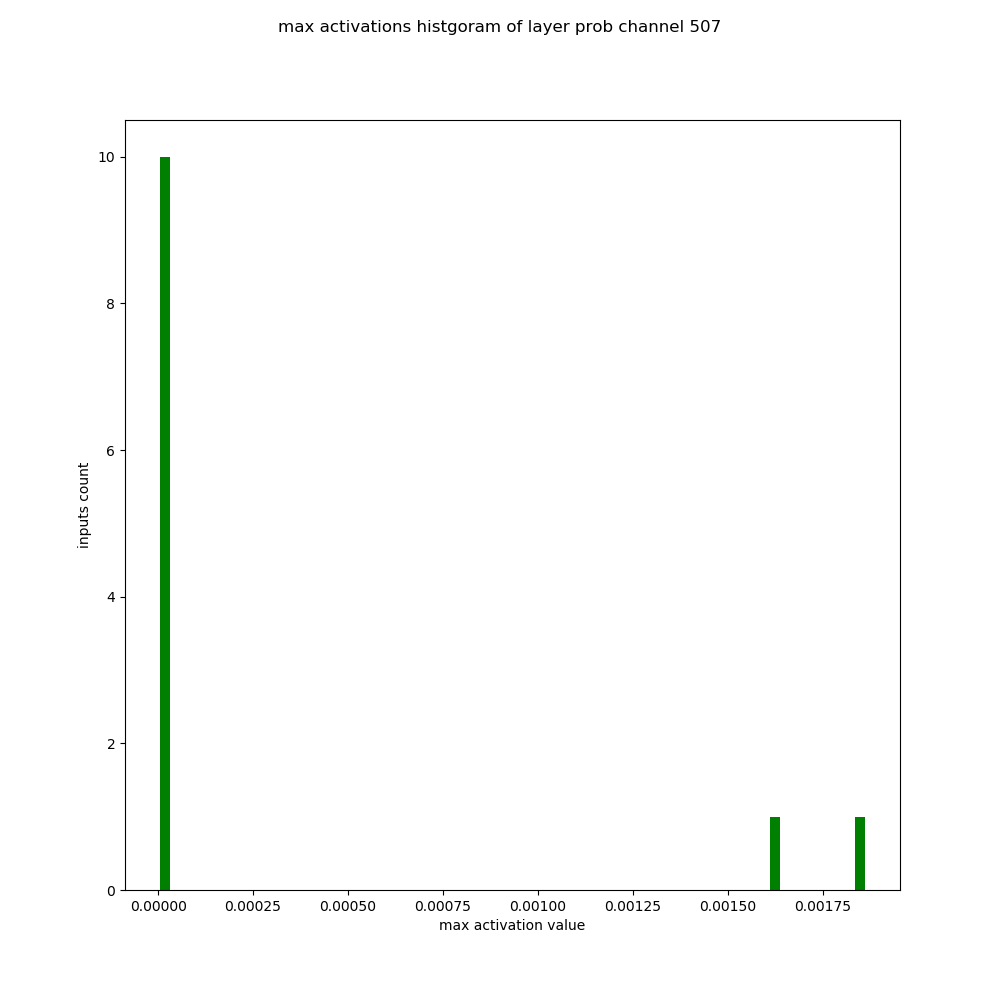 max activations histgoram of layer prob channel 507
10
8
6
4
2
0
inputs count
0.00000 0.00025 0.00050 0.00075 0.00100 0.00125 0.00150 0.00175
max activation value